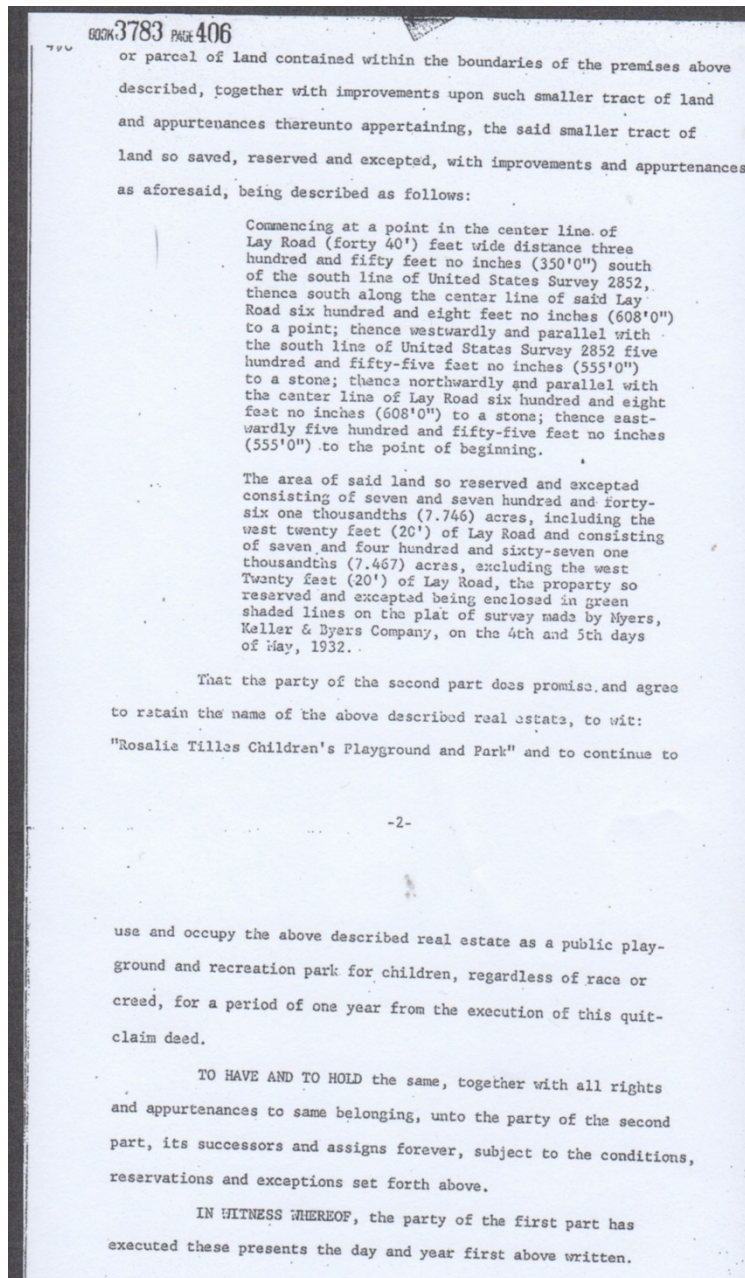 BOOK 3783 PAGE 406
or parcel of land contained within the boundaries of the premises above
described, together with improvements upon such smaller tract of land
and appurtenances thereunto appertaining, the said smaller tract of
land so saved, reserved and excepted, with improvements and appurtenances
as aforesaid, being described as follows:
Commencing at a point in the center line of
Lay Road (forty 40') feet wide distance three
hundred and fifty feet no inches (350'0") south
of the south line of United States Survey 2852,
thence south along the center line of said Lay
Road six hundred and eight feet no inches (608'0")
to a point; thence westwardly and parallel with
the south line of United States Survey 2852 five
hundred and fifty-five feet no inches (555'0")
to a stone; thence northwardly and parallel with
the center line of Lay Road six hundred and eight
feet no inches (608'0") to a stone; thence east-
wardly five hundred and fifty-five feet no inches
(555'0") to the point of beginning.
The area of said land so reserved and excepted
consisting of seven and seven hundred and forty-
six one thousandths (7.746) acres, including the
west twenty feet (20') of Lay Road and consisting
of seven and four hundred and sixty-seven one
thousandths (7.467) acres, excluding the west
Twenty feet (20') of Lay Road, the property so
reserved and excepted being enclosed in green
shaded lines on the plat of survey made by Myers,
Keller & Byers Company, on the 4th and 5th days
of May, 1932.
That the party of the second part does promise and agree
to retain the name of the above described real estate, to wit:
"Rosalie Tilles Children's Playground and Park" and to continue to
-2-
use and occupy the above described real estate as a public play-
ground and recreation park for children, regardless of race or
creed, for a period of one year from the execution of this quit-
claim deed.
TO HAVE AND TO HOLD the same, together with all rights
and appurtenances to same belonging, unto the party of the second
part, its successors and assigns forever, subject to the conditions,
reservations and exceptions set forth above.
IN WITNESS WHEREOF, the party of the first part has
executed these presents the day and year first above written.